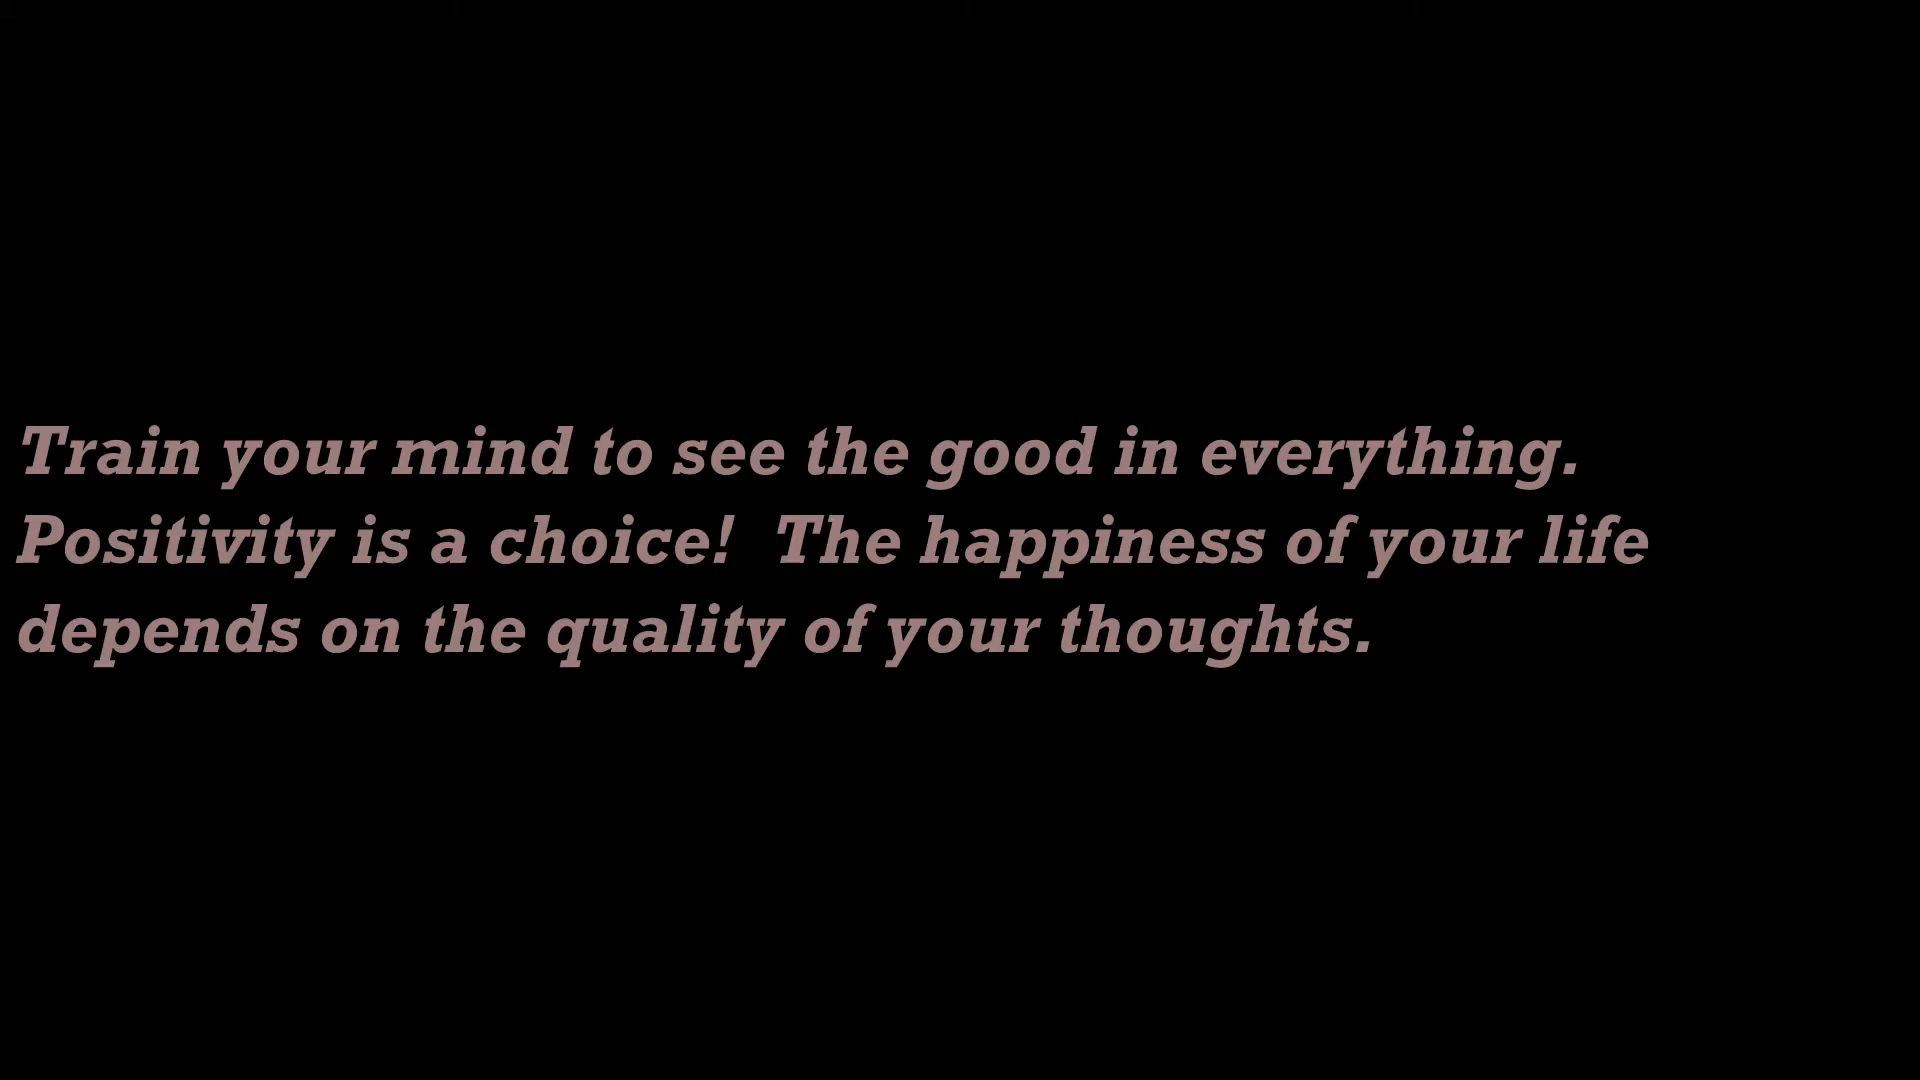 Train your mind to see the good in everything.
Positivity is a choice!  The happiness of your life
depends on the quality of your thoughts.